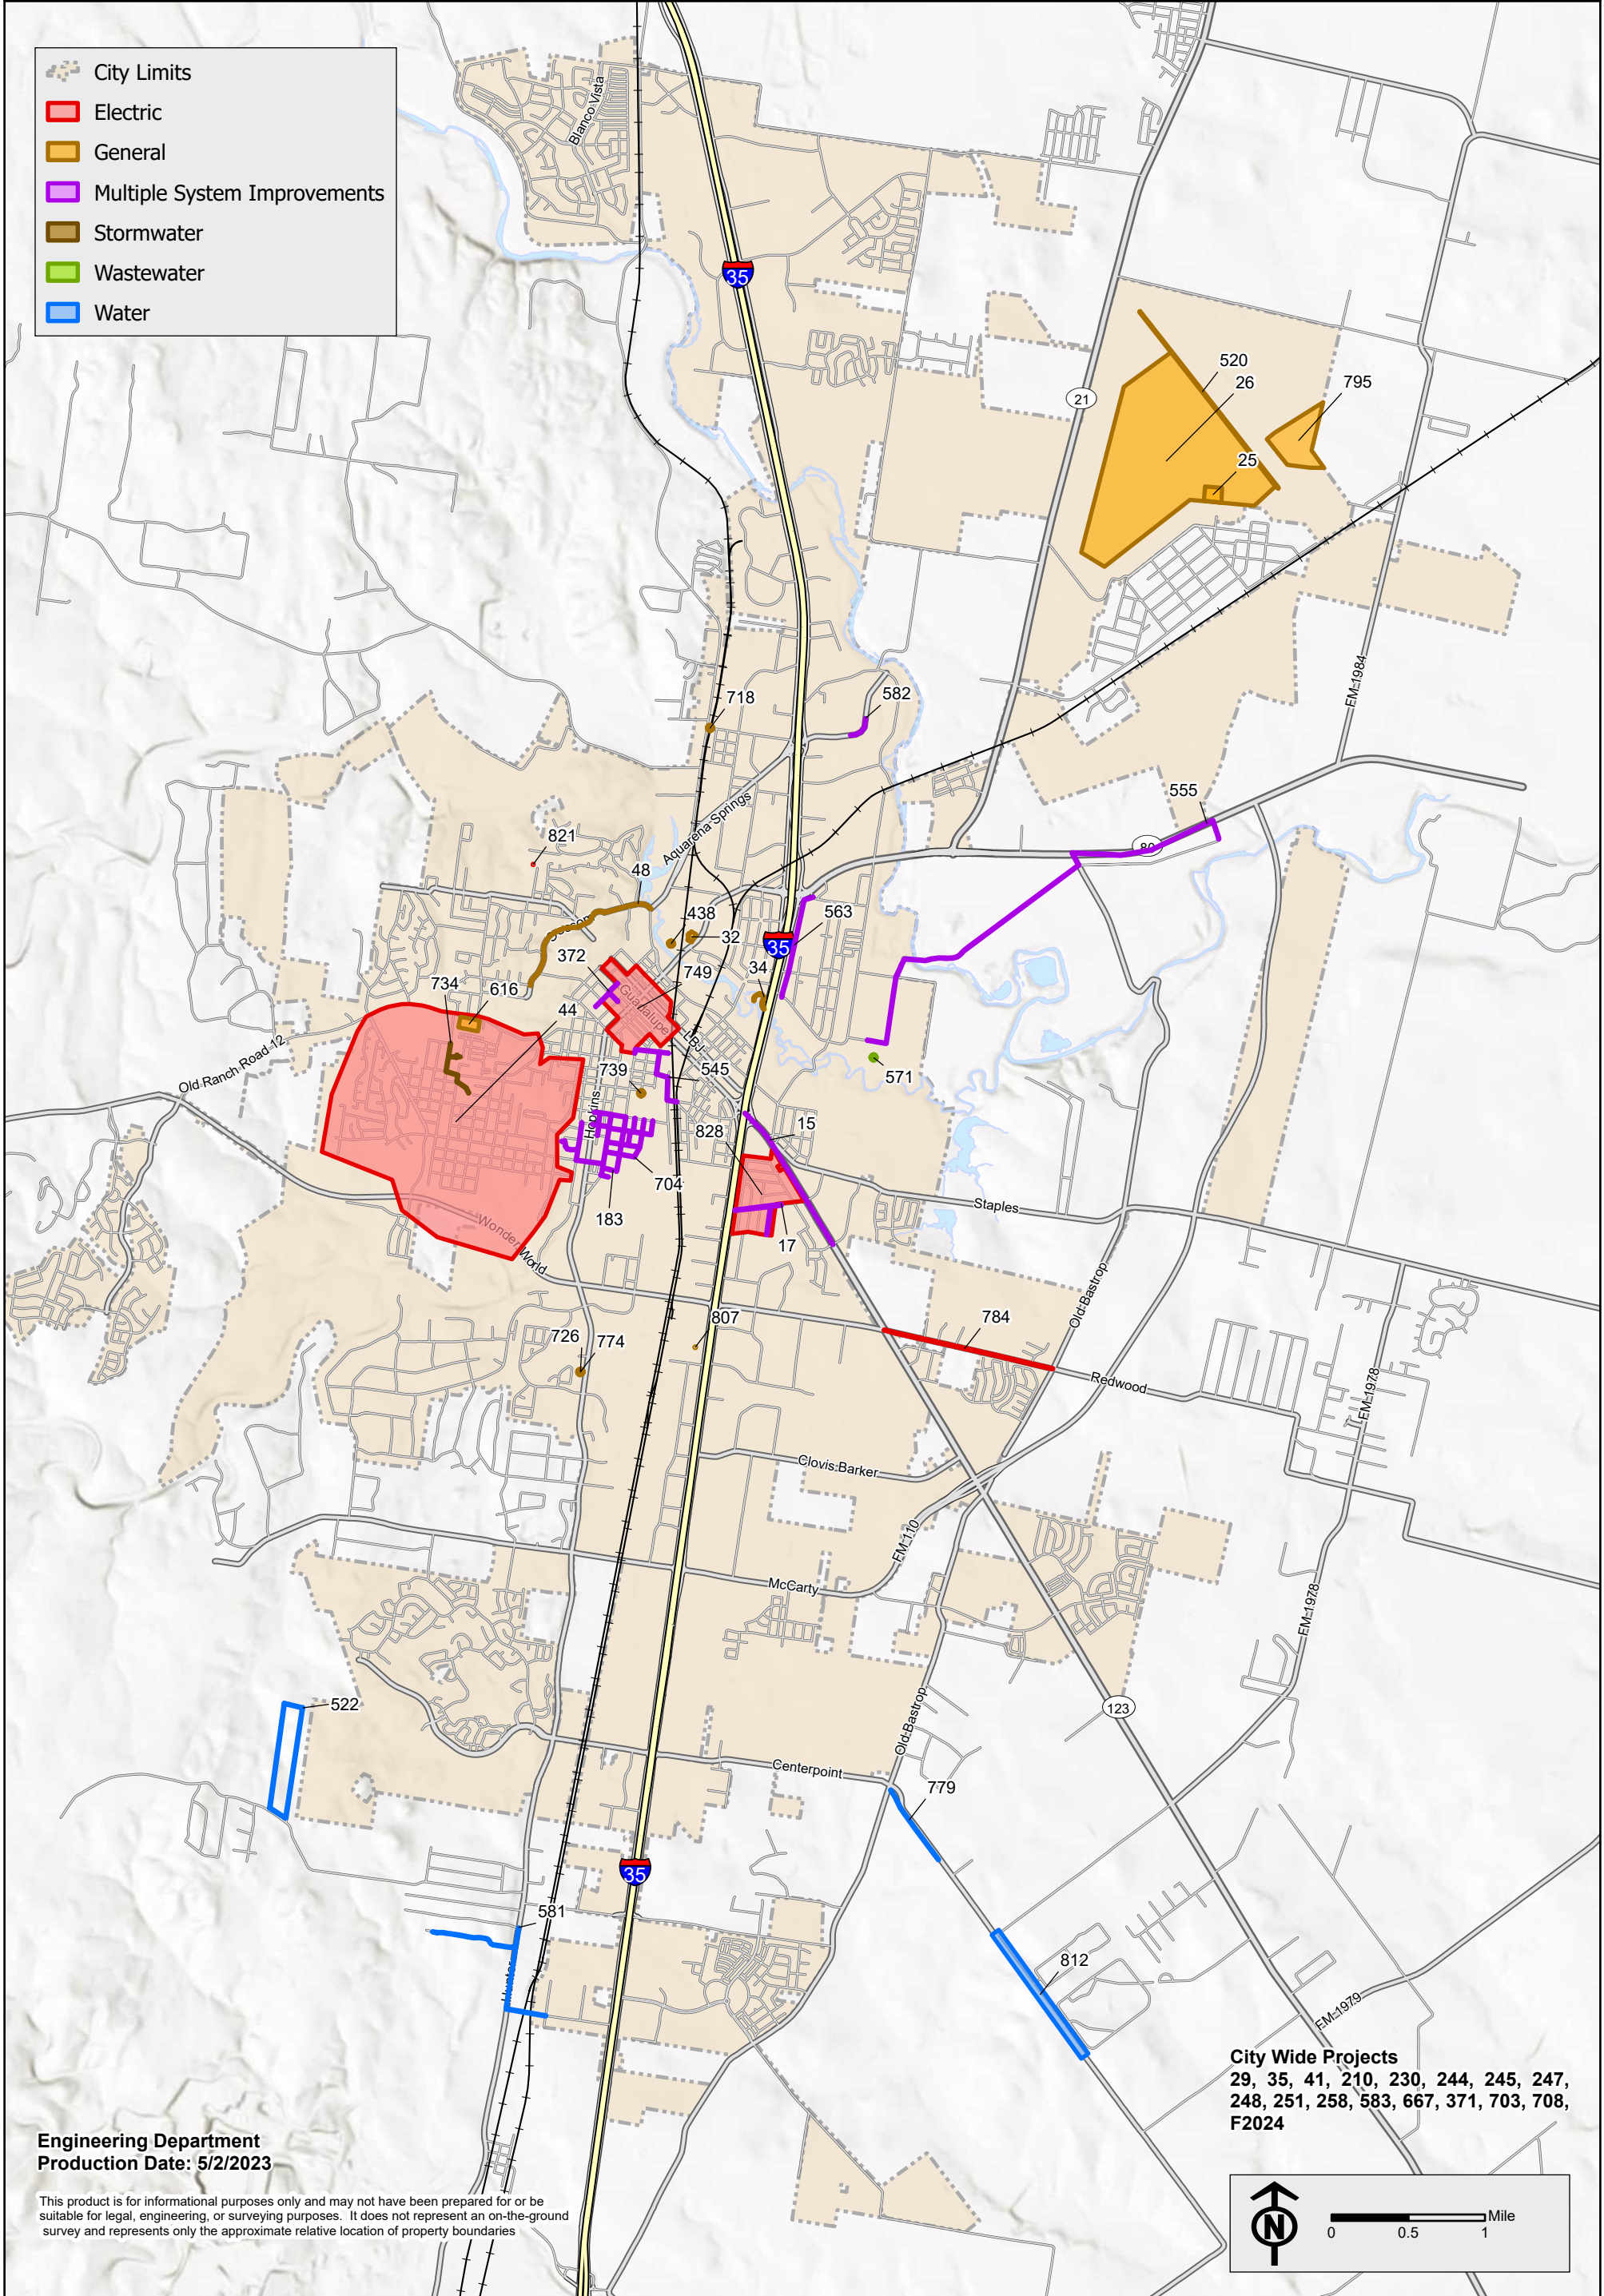 City Limits
Electric
General
Multiple System Improvements
Stormwater
Wastewater
Water
Blanco Vista
35
21
520
26
795
25
FM 1984
718
582
555
80
Aquarena Springs
821
48
438
32
563
35
372
749
34
734
616
44
Guadalupe
LBJ
Old Ranch Road 12
739
545
571
Hopkins
828
15
704
183
17
Staples
Wonder World
Old Bastrop
807
784
726
774
Redwood
FM 1978
Clovis Barker
FM 110
McCarty
FM 1978
522
123
Old Bastrop
Centerpoint
779
35
581
Hunter
812
FM 1979
City Wide Projects
29, 35, 41, 210, 230, 244, 245, 247,
248, 251, 258, 583, 667, 371, 703, 708,
F2024
Engineering Department
Production Date: 5/2/2023
This product is for informational purposes only and may not have been prepared for or be
suitable for legal, engineering, or surveying purposes. It does not represent an on-the-ground
survey and represents only the approximate relative location of property boundaries
N
Mile
0 0.5 1